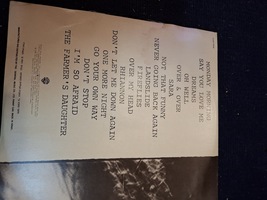 MONDAY MORNING
SAY YOU LOVE ME
DREAMS
OH WELL
OVER & OVER
SARA
NOT THAT FUNNY
NEVER GOING BACK AGAIN
LANDSLIDE
FIREFLIES
OVER MY HEAD
RHIANNON
DON'T LET ME DOWN AGAIN
ONE MORE NIGHT
GO YOUR OWN WAY
DON'T STOP
I'M SO AFRAID
THE FARMER'S DAUGHTER